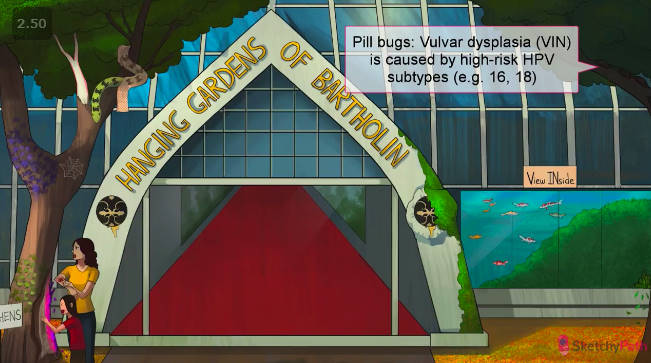 2.50
Pill bugs: Vulvar dysplasia (VIN)
is caused by high-risk HPV
subtypes (e.g. 16, 18)
HANGING GARDENS OF BARTHOLIN
View INside
HENS
SketchyPath